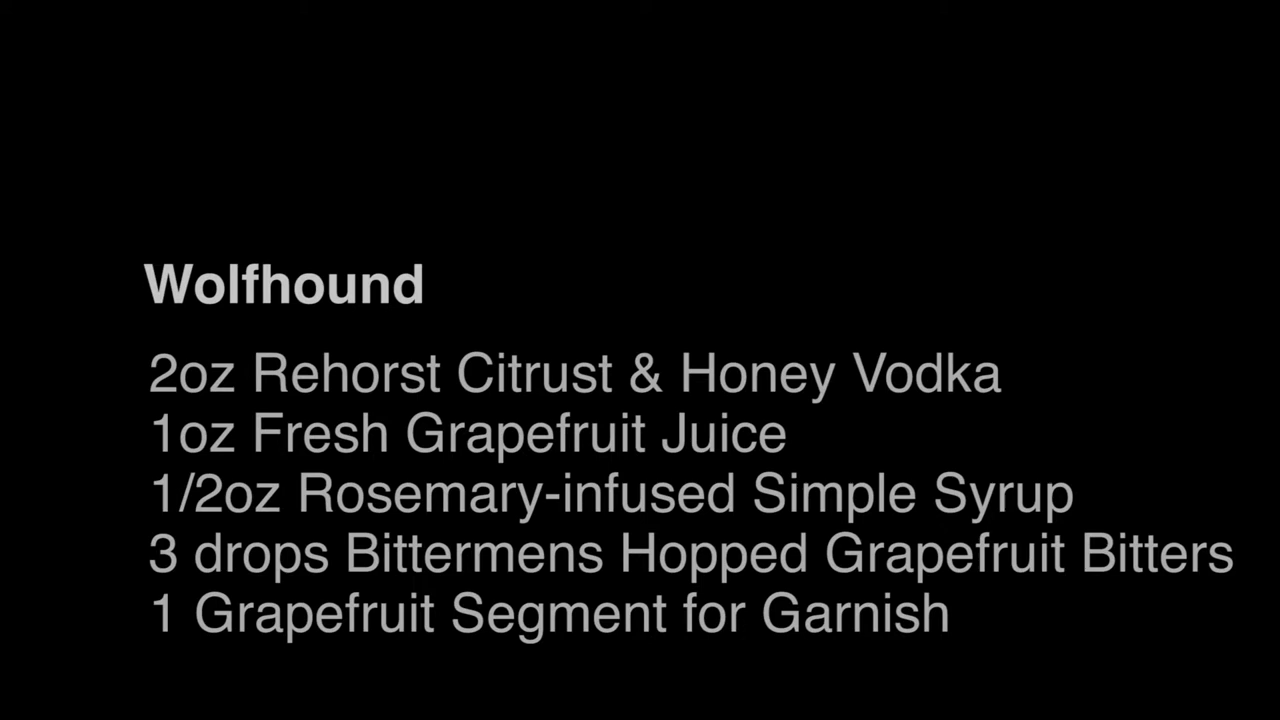 Wolfhound
2oz Rehorst Citrust & Honey Vodka
1oz Fresh Grapefruit Juice
1/2oz Rosemary-infused Simple Syrup
3 drops Bittermens Hopped Grapefruit Bitters
1 Grapefruit Segment for Garnish